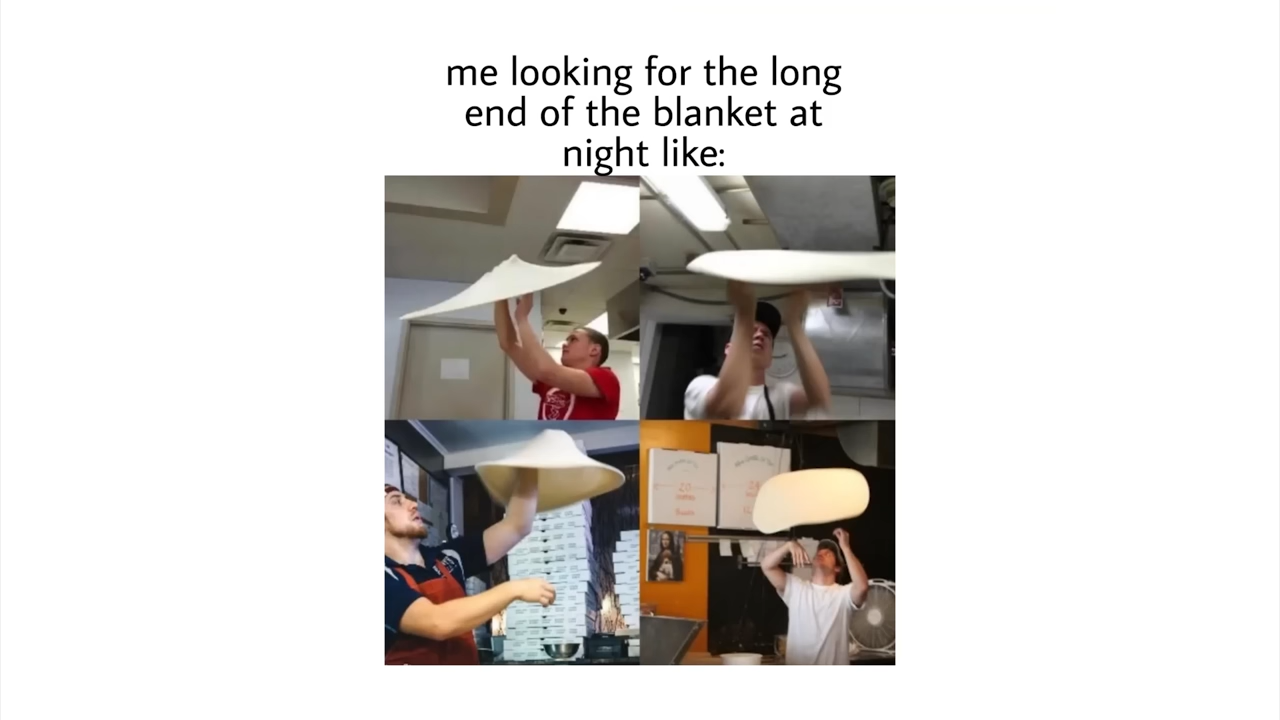 me looking for the long
end of the blanket at
night like: